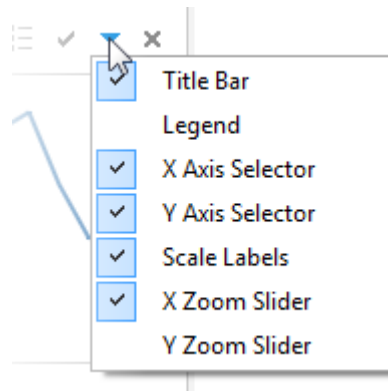 Title Bar
Legend
X Axis Selector
Y Axis Selector
Scale Labels
X Zoom Slider
Y Zoom Slider